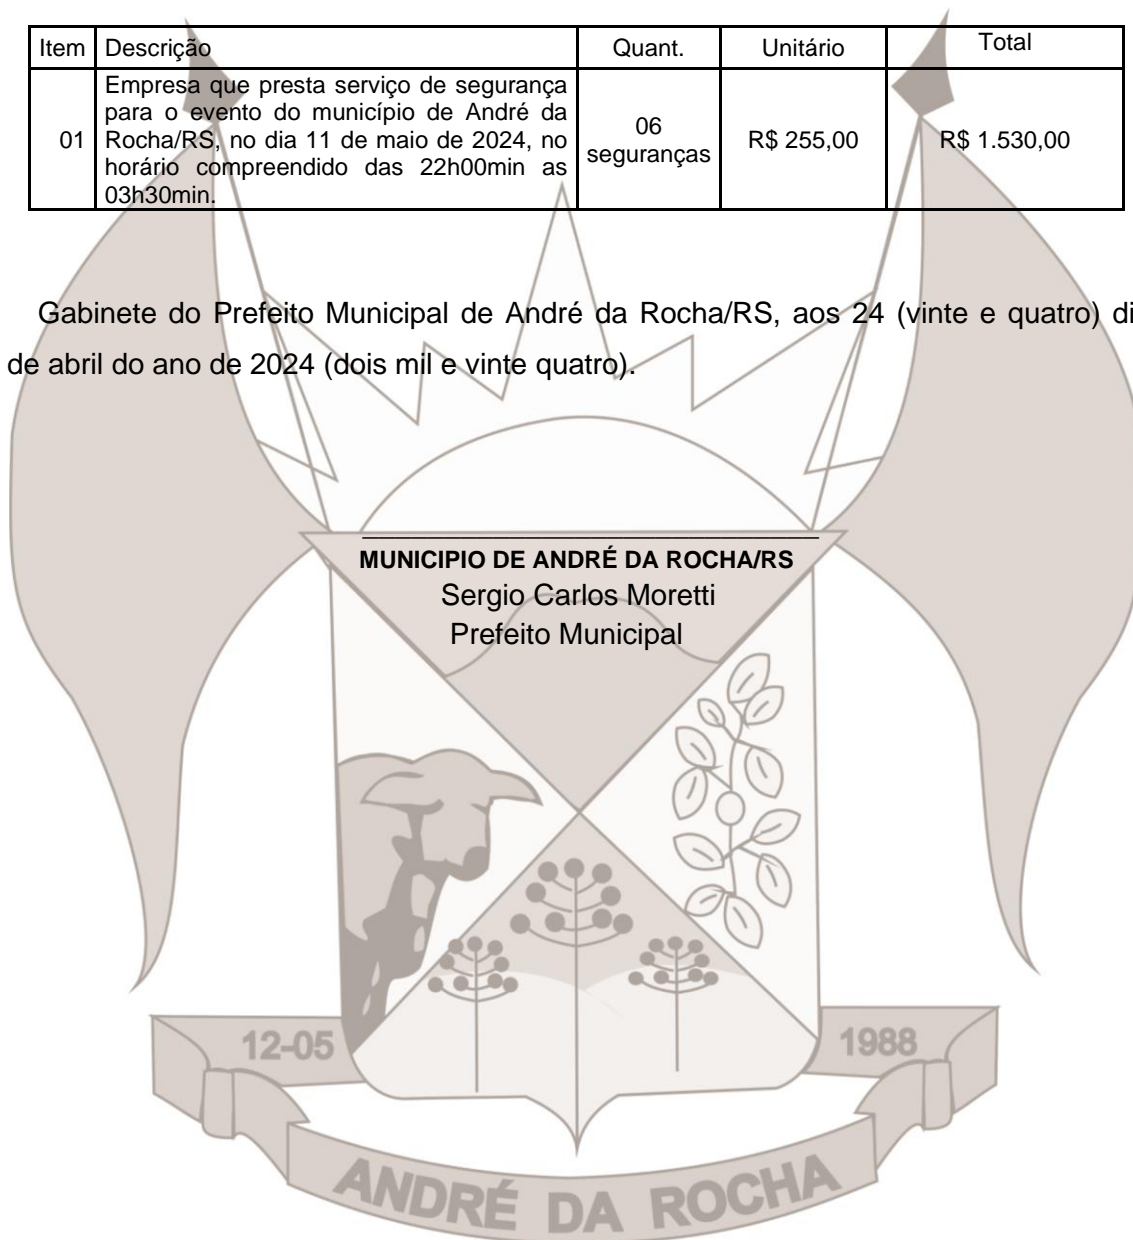 Item Descrição Quant. Unitário Total
01
Empresa que presta serviço de segurança
para o evento do município de André da
Rocha/RS, no dia 11 de maio de 2024, no
horário compreendido das 22h00min as
03h30min.
06
seguranças
R$ 255,00
R$ 1.530,00
Gabinete do Prefeito Municipal de André da Rocha/RS, aos 24 (vinte e quatro) di
de abril do ano de 2024 (dois mil e vinte quatro).
MUNICIPIO DE ANDRÉ DA ROCHA/RS
Sergio Carlos Moretti
Prefeito Municipal
12-05
1988
ANDRÉ DA ROCHA